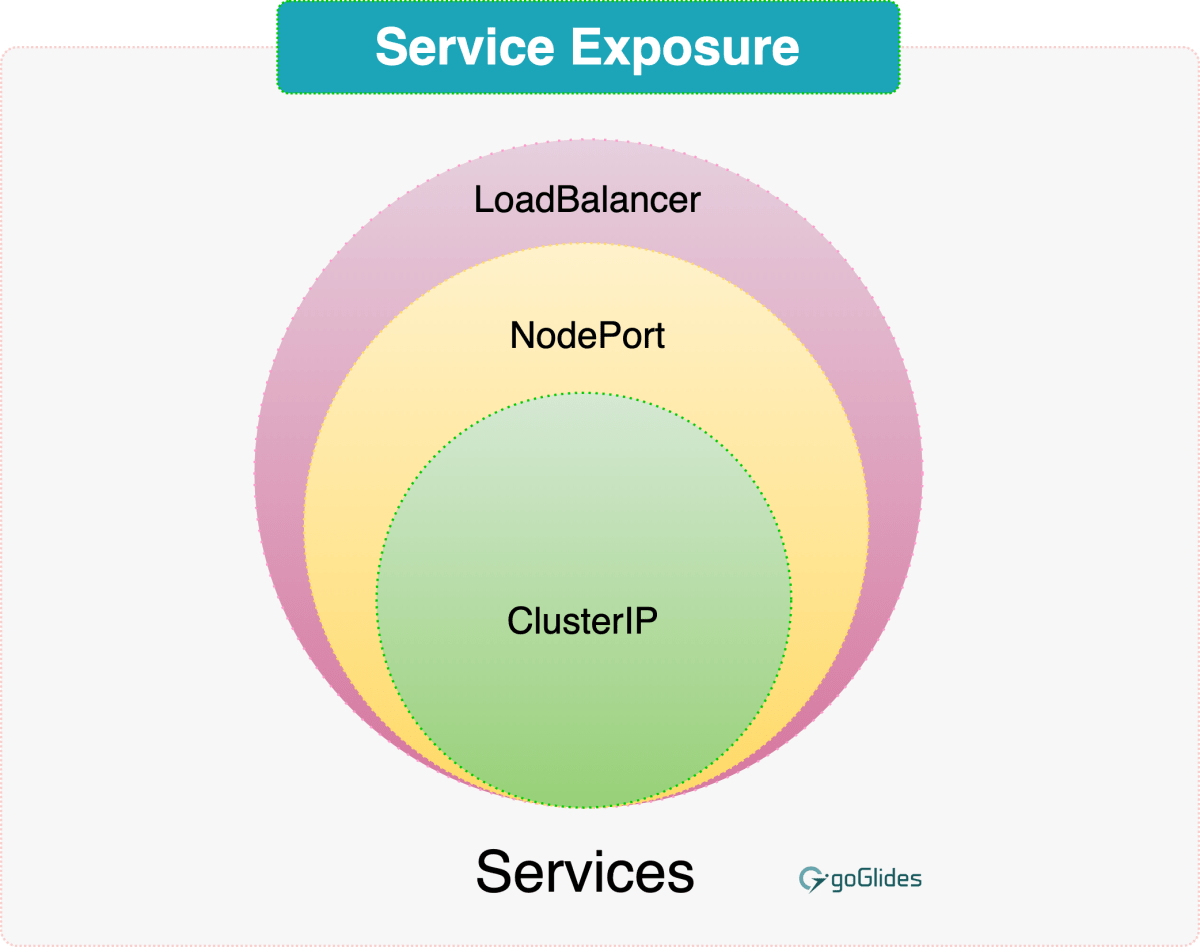 Service Exposure
LoadBalancer
NodePort
ClusterIP
Services
goGlides